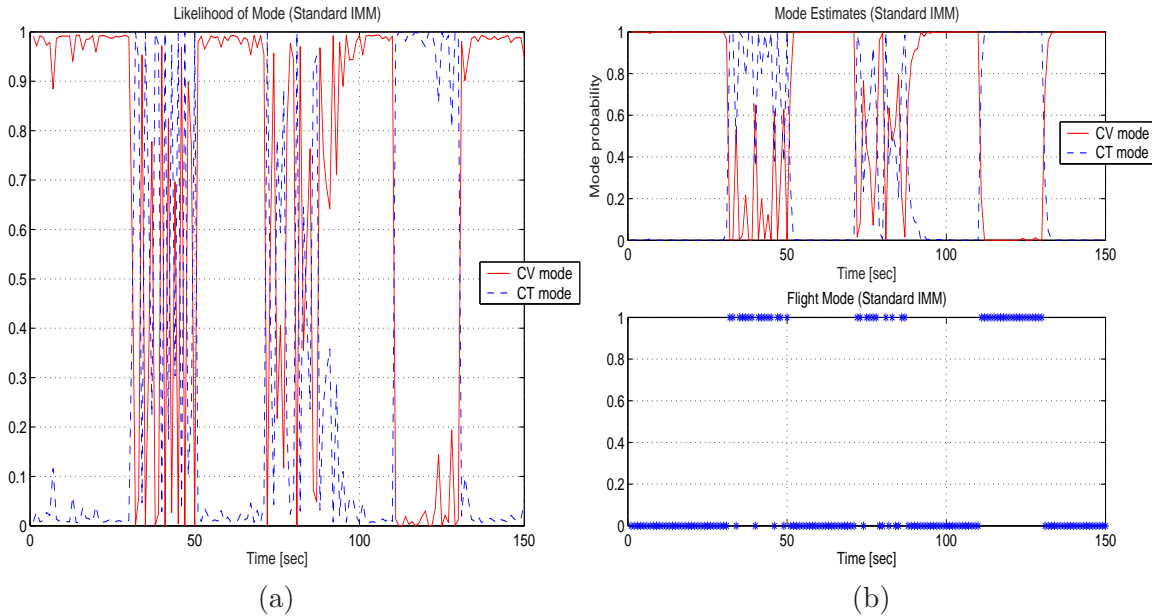 Likelihood of Mode (Standard IMM)
1
0.9
0.8
0.7
0.6
0.5
0.4
0.3
0.2
0.1
0
0 50 100 150
Time [sec]
CV mode
CT mode
(a)
Mode Estimates (Standard IMM)
Mode probability
1
0.8
0.6
0.4
0.2
0
0 50 100 150
Time [sec]
CV mode
CT mode
Flight Mode (Standard IMM)
1
0.8
0.6
0.4
0.2
0
0 50 100 150
Time [sec]
(b)